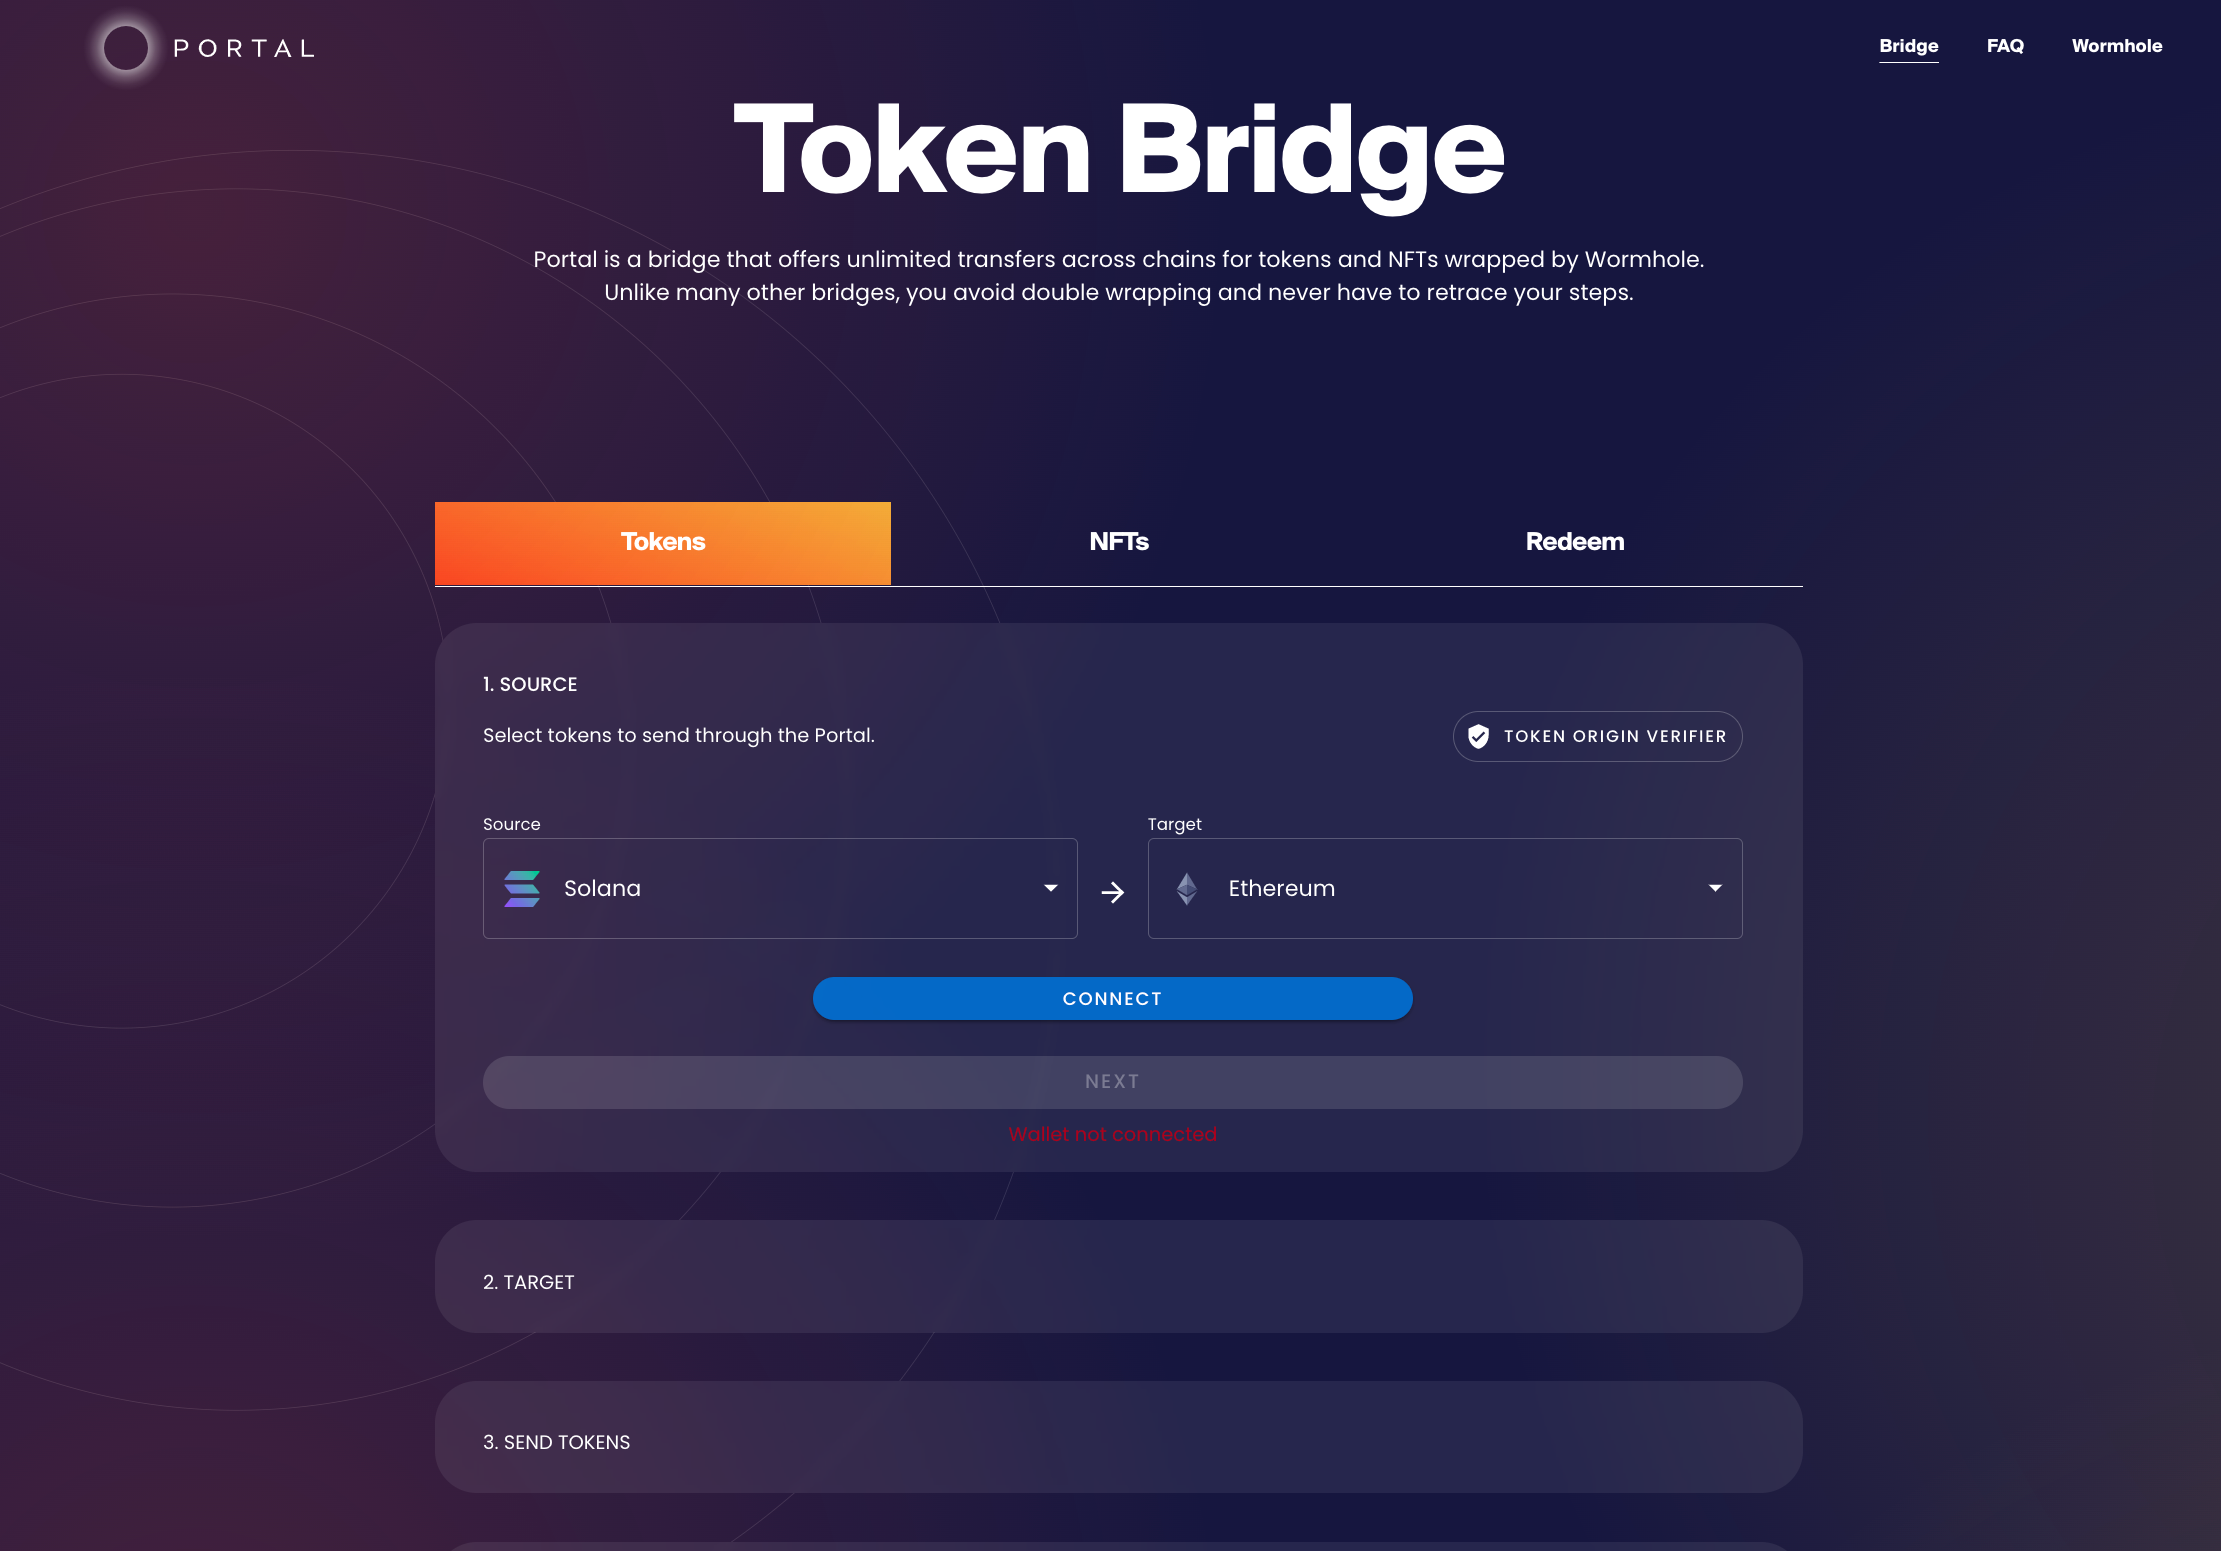 PORTAL
Bridge
FAQ
Wormhole
Token Bridge
Portal is a bridge that offers unlimited transfers across chains for tokens and NFTs wrapped by Wormhole.
Unlike many other bridges, you avoid double wrapping and never have to retrace your steps.
Tokens
NFTs
Redeem
1. SOURCE
Select tokens to send through the Portal.
TOKEN ORIGIN VERIFIER
Source
Target
Solana
Ethereum
CONNECT
NEXT
Wallet not connected
2. TARGET
3. SEND TOKENS